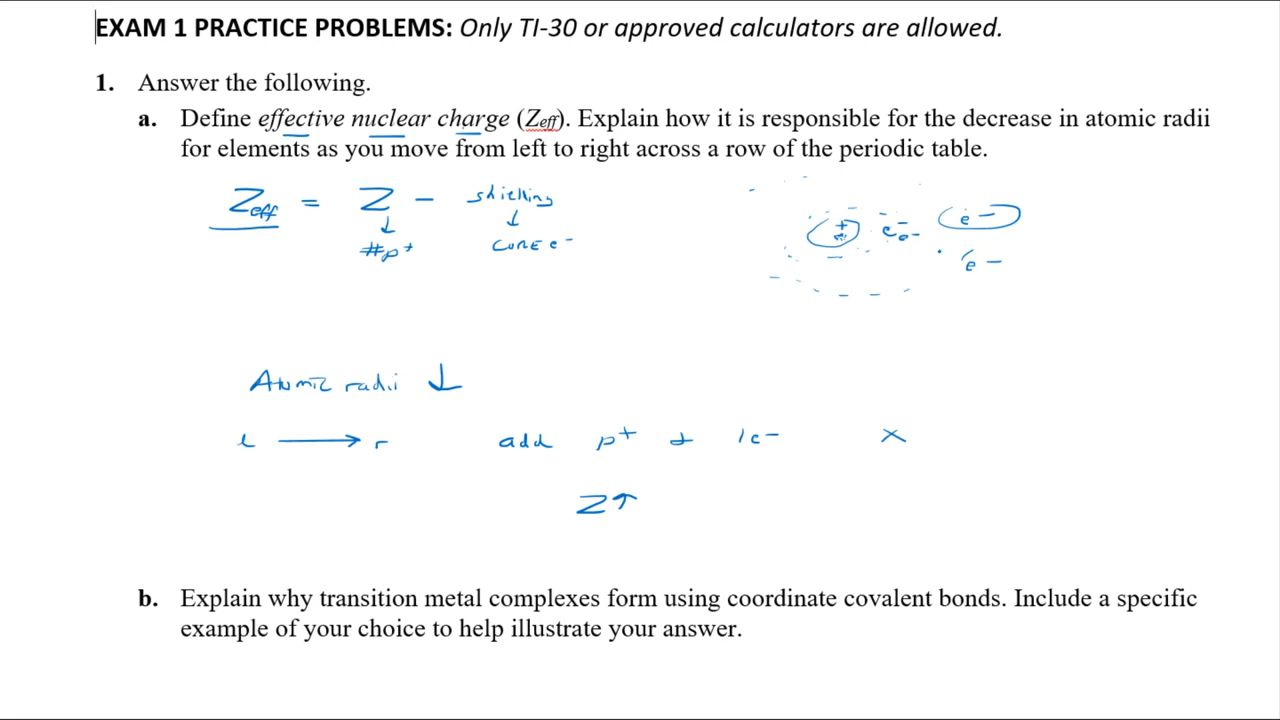 EXAM 1 PRACTICE PROBLEMS: Only TI-30 or approved calculators are allowed.
1. Answer the following.
a. Define effective nuclear charge (Zeff). Explain how it is responsible for the decrease in atomic radii
for elements as you move from left to right across a row of the periodic table.
Zeff = Z - shielding
#p+ core e-
+ e- e- e-
e-
Atomic radii ↓
l → r add p+ + 1e- x
Z↑
b. Explain why transition metal complexes form using coordinate covalent bonds. Include a specific
example of your choice to help illustrate your answer.